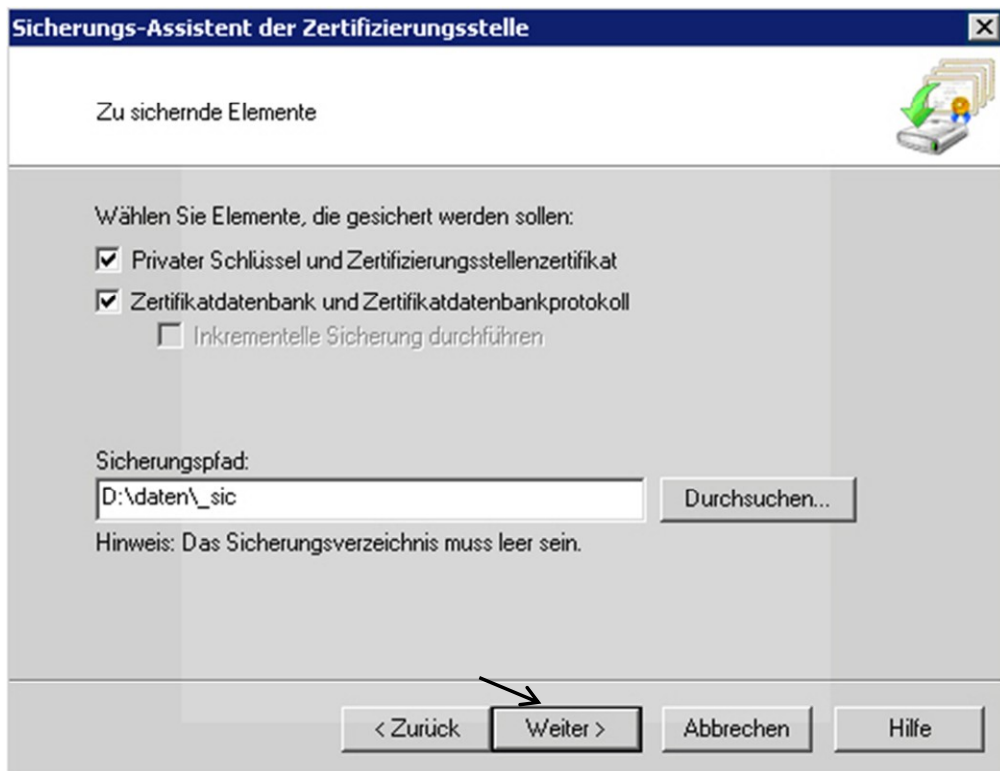 Sicherungs-Assistent der Zertifizierungsstelle
Zu sichernde Elemente
Wählen Sie Elemente, die gesichert werden sollen:
Privater Schlüssel und Zertifizierungsstellenzertifikat
Zertifikatdatenbank und Zertifikatdatenbankprotokoll
Inkrementelle Sicherung durchführen
Sicherungspfad:
D:\daten\_sic
Durchsuchen...
Hinweis: Das Sicherungsverzeichnis muss leer sein.
< Zurück Weiter > Abbrechen Hilfe